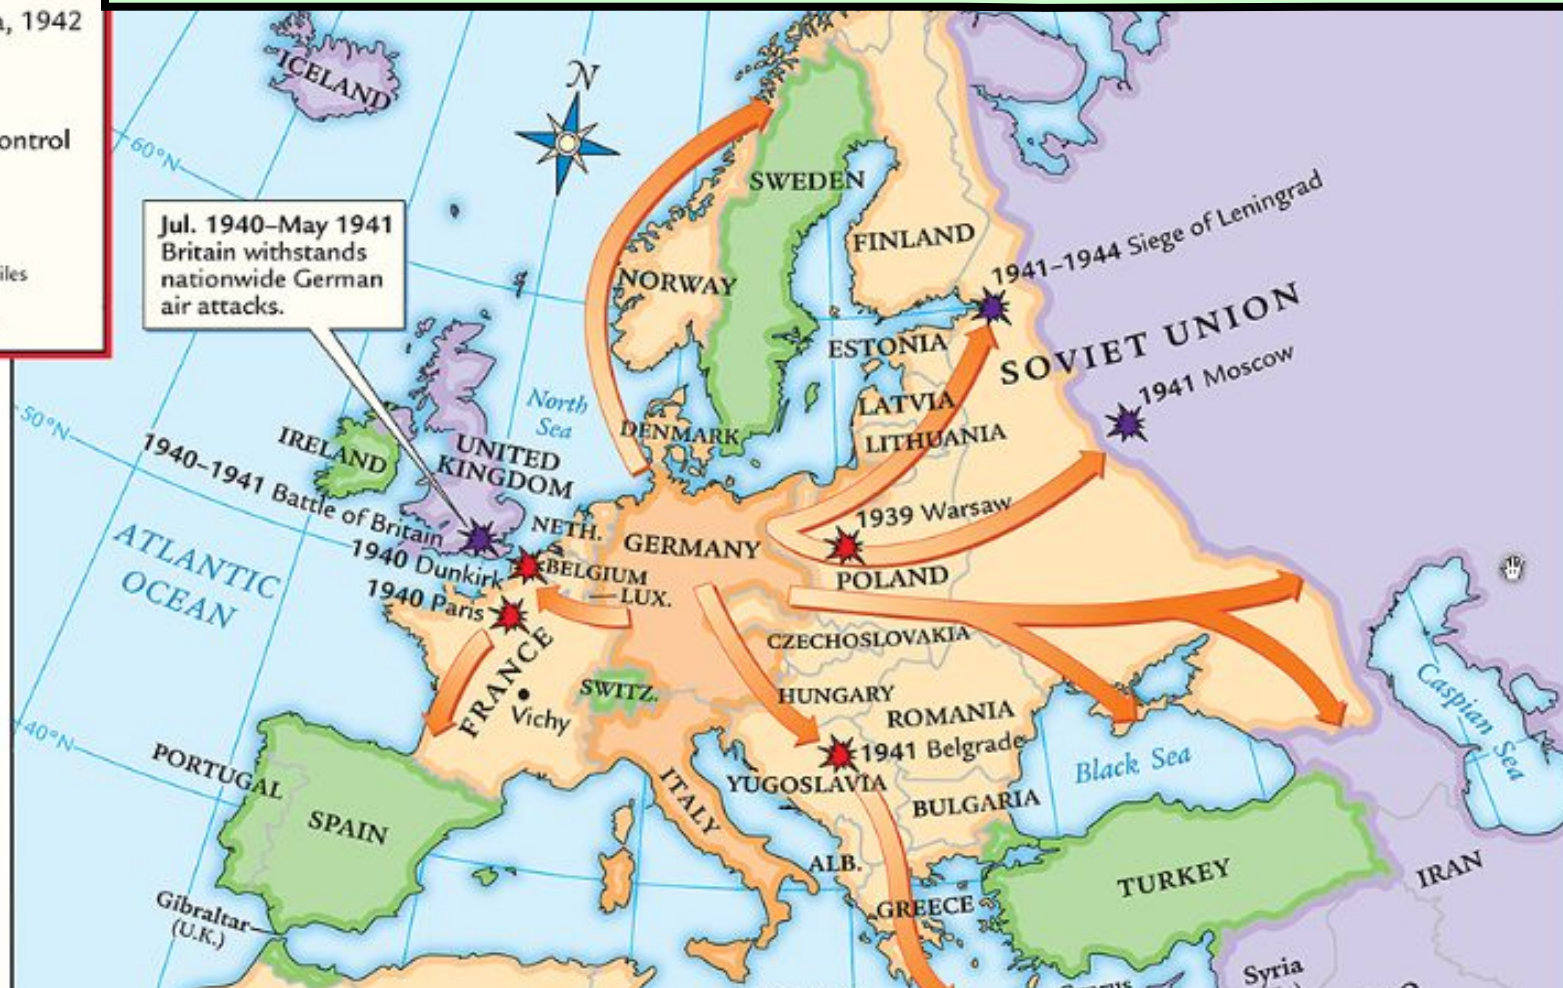 , 1942
ontrol
iles
ICELAND
N
60°N
Jul. 1940–May 1941
Britain withstands
nationwide German
air attacks.
SWEDEN
FINLAND
NORWAY
1941–1944 Siege of Leningrad
SOVIET UNION
ESTONIA
1941 Moscow
North
Sea
LATVIA
50°N
DENMARK
LITHUANIA
IRELAND
UNITED
KINGDOM
1940–1941 Battle of Britain
NETH.
1939 Warsaw
GERMANY
ATLANTIC
OCEAN
1940 Dunkirk
BELGIUM
POLAND
1940 Paris
LUX.
CZECHOSLOVAKIA
FRANCE
SWITZ.
Vichy
HUNGARY
ROMANIA
Caspian Sea
40°N
PORTUGAL
1941 Belgrade
Black Sea
YUGOSLAVIA
ITALY
BULGARIA
SPAIN
ALB.
TURKEY
IRAN
GREECE
Gibraltar
(U.K.)
Syria